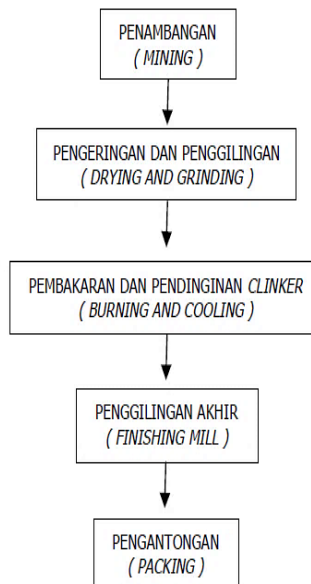 PENAMBANGAN
( MINING )
PENGERINGAN DAN PENGGILINGAN
( DRYING AND GRINDING )
PEMBAKARAN DAN PENDINGINAN CLINKER
( BURNING AND COOLING )
PENGGILINGAN AKHIR
( FINISHING MILL )
PENGANTONGAN
( PACKING )